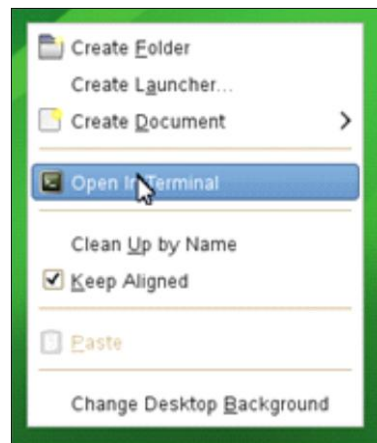 Create Folder
Create Launcher...
Create Document
Open In Terminal
Clean Up by Name
Keep Aligned
Paste
Change Desktop Background